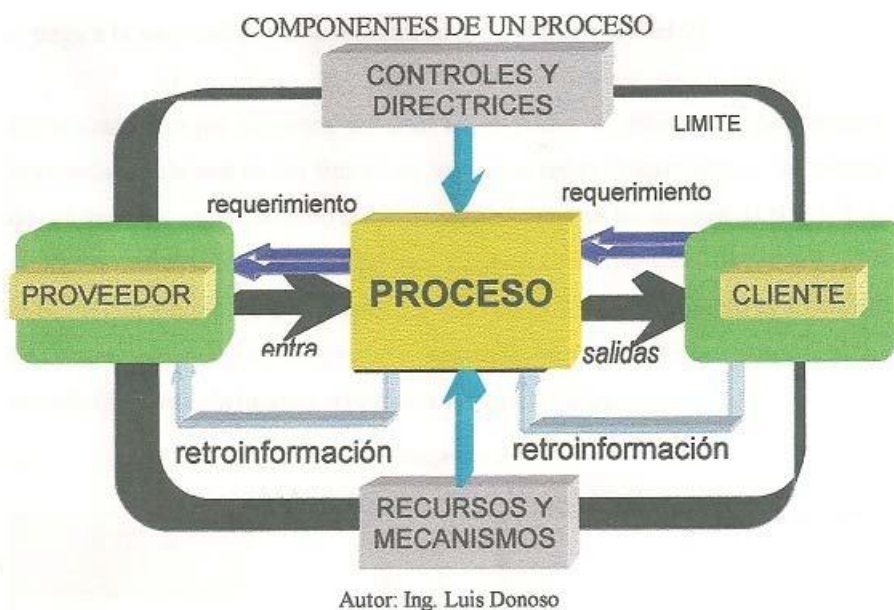 COMPONENTES DE UN PROCESO
CONTROLES Y
DIRECTRICES
LIMITE
requerimiento
requerimiento
PROVEEDOR
PROCESO
CLIENTE
entra
salidas
retroinformación
retroinformación
RECURSOS Y
MECANISMOS
Autor: Ing. Luis Donoso